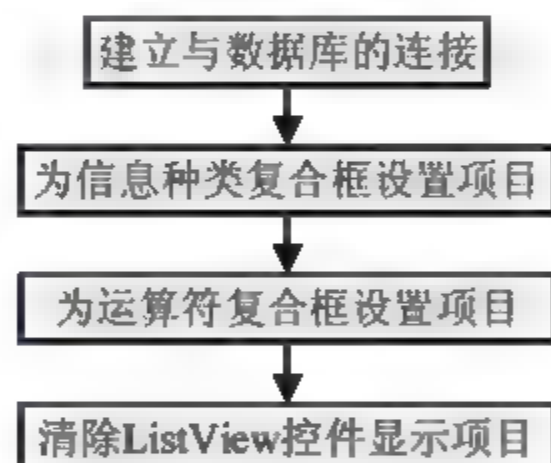 建立与数据库的连接
为信息种类复合框设置项目
为运算符复合框设置项目
清除ListView控件显示项目